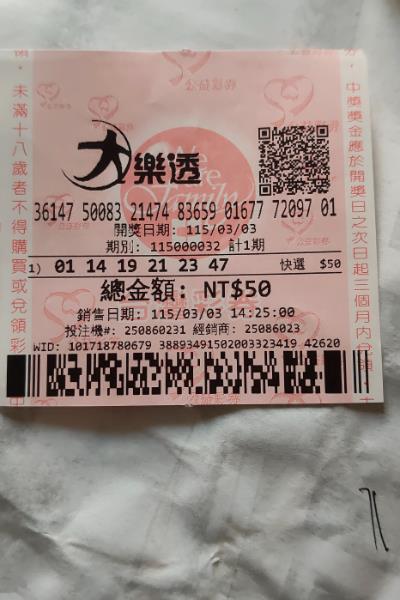 公益彩券
大樂透
We Are Family
36147 50083 21474 83659 01677 72097 01
開獎日期: 115/03/03
期別: 115000032 計1期
1) 01 14 19 21 23 47 快選 $50
總金額: NT$50
銷售日期: 115/03/03 14:25:00
投注機#: 250860231 經銷商: 25086023
WID: 101718780679 38893491502003323419 42620
未滿十八歲者不得購買或兌領彩
中獎獎金應於開獎日之次日起三個月內兌領